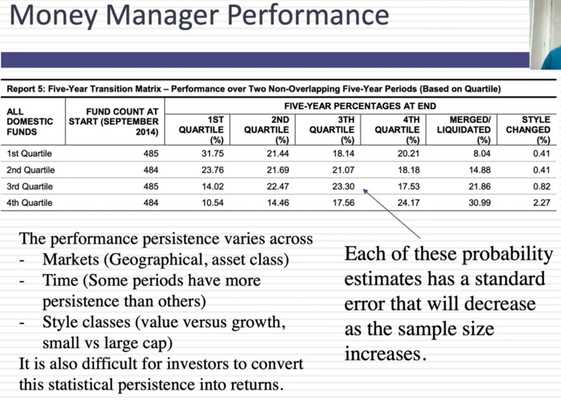 Money Manager Performance
Report 5: Five-Year Transition Matrix – Performance over Two Non-Overlapping Five-Year Periods (Based on Quartile)
ALL DOMESTIC FUNDS FUND COUNT AT START (SEPTEMBER 2014) FIVE-YEAR PERCENTAGES AT END
1ST QUARTILE (%) 2ND QUARTILE (%) 3TH QUARTILE (%) 4TH QUARTILE (%) MERGED/ LIQUIDATED (%) STYLE CHANGED (%)
1st Quartile 485 31.75 21.44 18.14 20.21 8.04 0.41
2nd Quartile 484 23.76 21.69 21.07 18.18 14.88 0.41
3rd Quartile 485 14.02 22.47 23.30 17.53 21.86 0.82
4th Quartile 484 10.54 14.46 17.56 24.17 30.99 2.27
The performance persistence varies across
- Markets (Geographical, asset class)
- Time (Some periods have more
persistence than others)
- Style classes (value versus growth,
small vs large cap)
It is also difficult for investors to convert
this statistical persistence into returns.
Each of these probability
estimates has a standard
error that will decrease
as the sample size
increases.